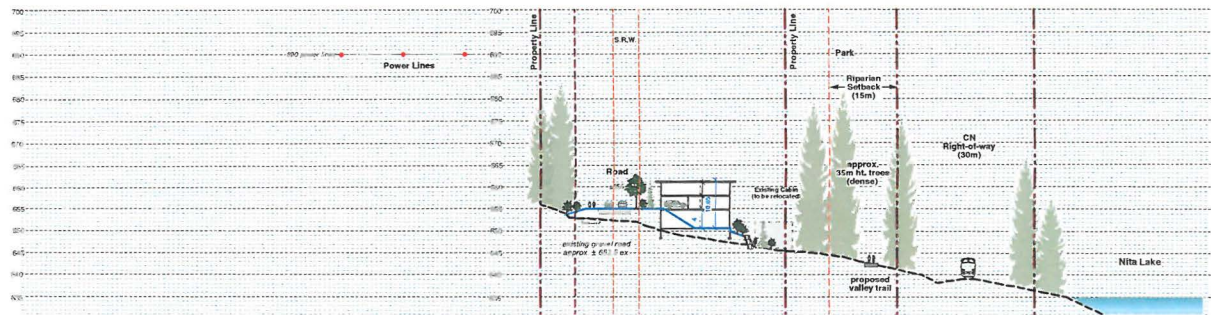 700
695
690
685
680
675
670
665
660
655
650
645
640
635
690 power lines
Power Lines
700
695
690
685
680
675
670
665
660
655
650
645
640
635
Property Line
S.R.W.
Property Line
Park
Riparian
Setback
(15m)
CN
Right-of-way
(30m)
approx.
35m ht. trees
(dense)
Road
Existing Cabin
(to be relocated)
existing gravel road
proposed
valley trail
Nita Lake